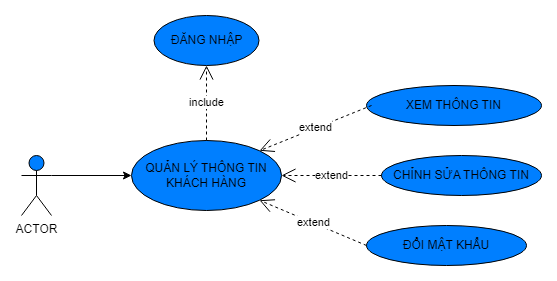 ĐĂNG NHẬP
include
XEM THÔNG TIN
extend
QUẢN LÝ THÔNG TIN
KHÁCH HÀNG
extend
CHỈNH SỬA THÔNG TIN
extend
ĐỔI MẬT KHẨU
ACTOR